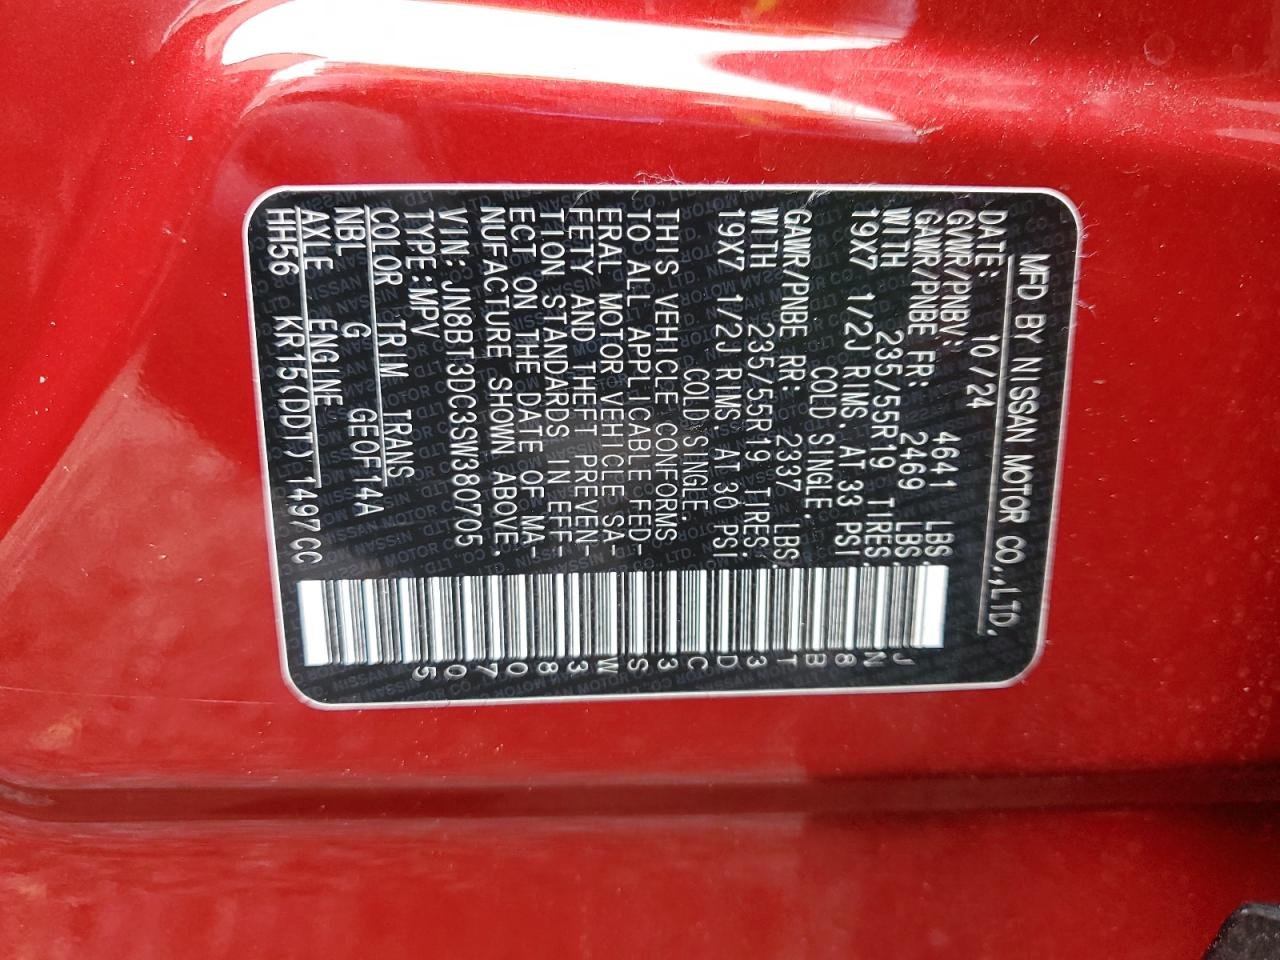 MFD BY NISSAN MOTOR CO.,LTD.
DATE: 10/24
GVWR/PNBV: 4641 LBS.
GAWR/PNBE FR: 2469 LBS.
WITH 235/55R19 TIRES.
19X7 1/2J RIMS. AT 33 PSI
COLD SINGLE.
GAWR/PNBE RR: 2337 LBS.
WITH 235/55R19 TIRES.
19X7 1/2J RIMS. AT 30 PSI
COLD SINGLE.
THIS VEHICLE CONFORMS
TO ALL APPLICABLE FED-
ERAL MOTOR VEHICLE SA-
FETY AND THEFT PREVEN-
TION STANDARDS IN EFF-
ECT ON THE DATE OF MA-
NUFACTURE SHOWN ABOVE.
VIN: JN8BT3DC3SW380705
TYPE:MPV
COLOR TRIM TRANS
NBL G GEOF14A
AXLE ENGINE
HH56 KR15(DDT) 1497CC
JN8BT3DC3SW380705